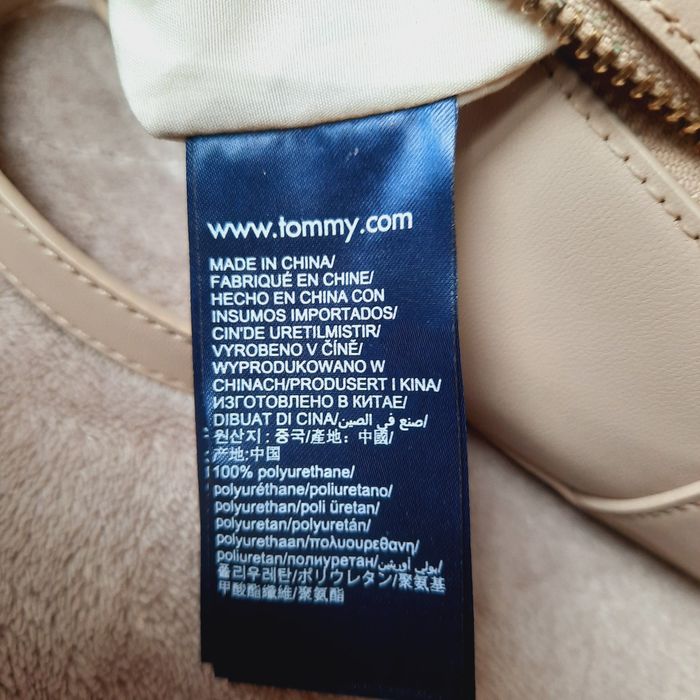 www.tommy.com
MADE IN CHINA/
FABRIQUÉ EN CHINE/
HECHO EN CHINA CON
INSUMOS IMPORTADOS/
CIN'DE URETILMISTIR/
VYROBENO V ČÍNĚ/
WYPRODUKOWANO W
CHINACH/PRODUSERT I KINA/
ИЗГОТОВЛЕНО В КИТАЕ/
DIBUAT DI CINA/صنع في الصين/
원산지 : 중국/產地：中國/
产地:中国
100% polyurethane/
polyuréthane/poliuretano/
polyurethan/poli üretan/
polyuretan/polyuretán/
polyurethaan/πολυουρεθανη/
poliuretan/полиуретан/بولي أوريثين/
폴리우레탄/ポリウレタン/聚氨基
甲酸酯纖維/聚氨酯